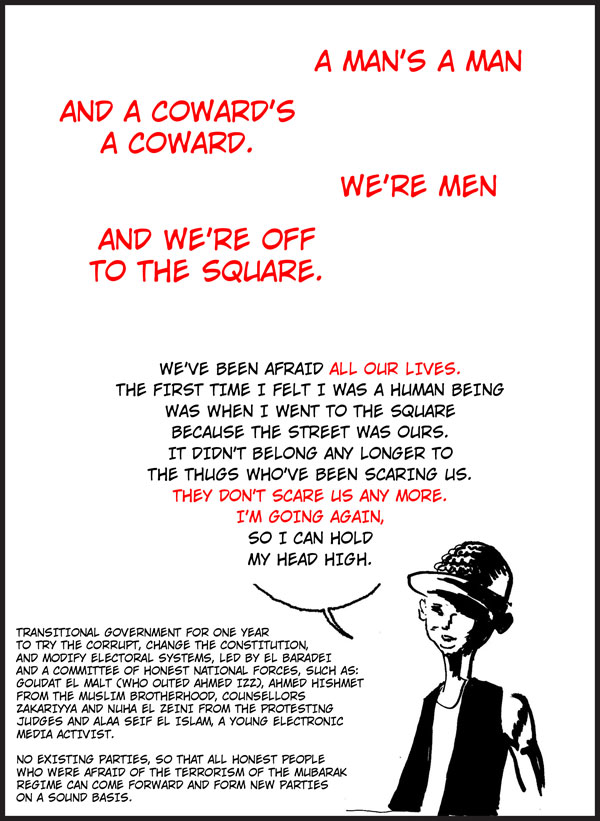 A MAN'S A MAN
AND A COWARD'S
A COWARD.
WE'RE MEN
AND WE'RE OFF
TO THE SQUARE.
WE'VE BEEN AFRAID ALL OUR LIVES.
THE FIRST TIME I FELT I WAS A HUMAN BEING
WAS WHEN I WENT TO THE SQUARE
BECAUSE THE STREET WAS OURS.
IT DIDN'T BELONG ANY LONGER TO
THE THUGS WHO'VE BEEN SCARING US.
THEY DON'T SCARE US ANY MORE.
I'M GOING AGAIN,
SO I CAN HOLD
MY HEAD HIGH.
TRANSITIONAL GOVERNMENT FOR ONE YEAR
TO TRY THE CORRUPT, CHANGE THE CONSTITUTION,
AND MODIFY ELECTORAL SYSTEMS, LED BY EL BARADEI
AND A COMMITTEE OF HONEST NATIONAL FORCES, SUCH AS:
GOUDAT EL MALT (WHO OUTED AHMED IZZ), AHMED HISHMET
FROM THE MUSLIM BROTHERHOOD, COUNSELLORS
ZAKARIYYA AND NUHA EL ZEINI FROM THE PROTESTING
JUDGES AND ALAA SEIF EL ISLAM, A YOUNG ELECTRONIC
MEDIA ACTIVIST.
NO EXISTING PARTIES, SO THAT ALL HONEST PEOPLE
WHO WERE AFRAID OF THE TERRORISM OF THE MUBARAK
REGIME CAN COME FORWARD AND FORM NEW PARTIES
ON A SOUND BASIS.